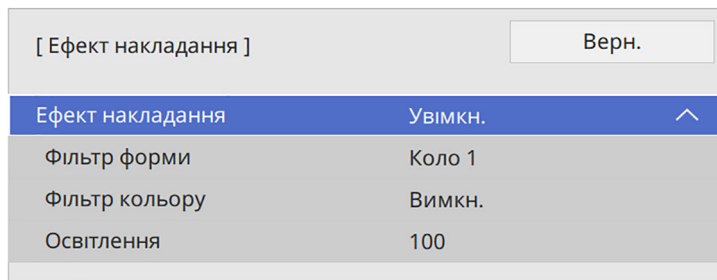 [ Ефект накладання ]
Верн.
Ефект накладання Увімкн.
Фільтр форми Коло 1
Фільтр кольору Вимкн.
Освітлення 100